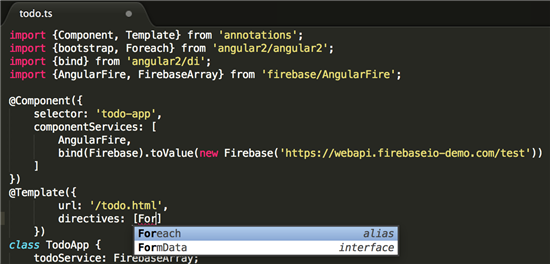 todo.ts
import {Component, Template} from 'annotations';
import {bootstrap, Foreach} from 'angular2/angular2';
import {bind} from 'angular2/di';
import {AngularFire, FirebaseArray} from 'firebase/AngularFire';
@Component({
selector: 'todo-app',
componentServices: [
AngularFire,
bind(Firebase).toValue(new Firebase('https://webapi.firebaseio-demo.com/test'))
]
})
@Template({
url: '/todo.html',
directives: [For]
Foreach alias
}) FormData interface
class TodoApp {
todoService: FirebaseArray;